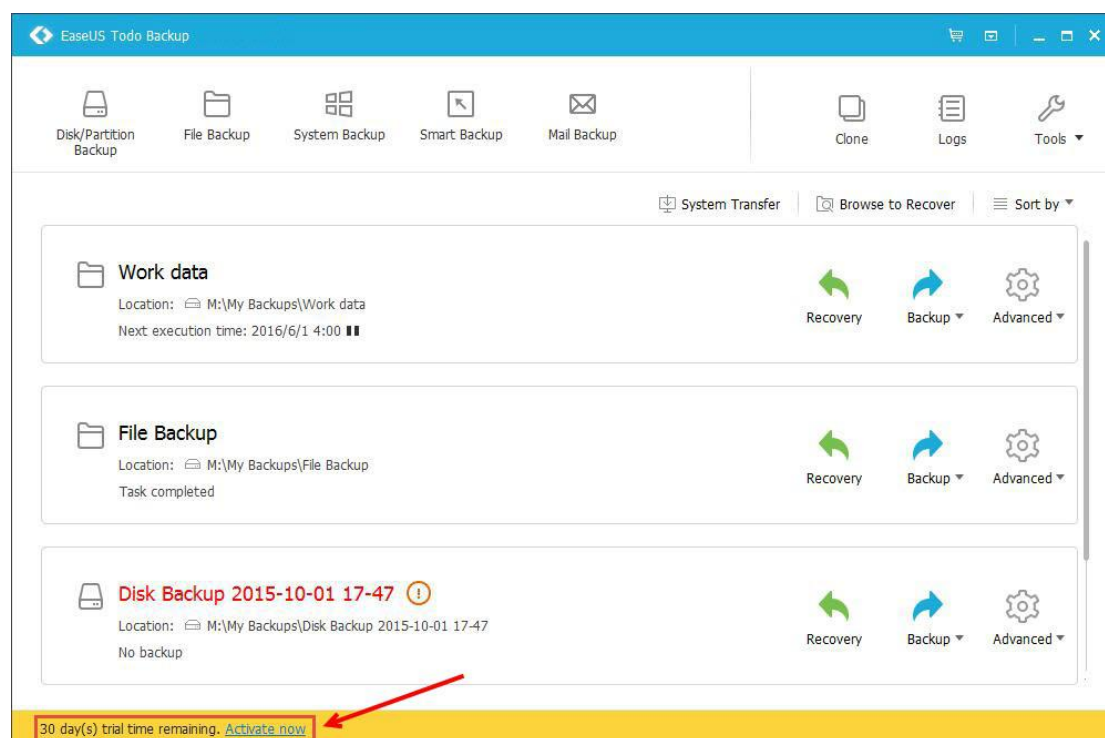 EaseUS Todo Backup
Disk/Partition
Backup
File Backup
System Backup
Smart Backup
Mail Backup
Clone
Logs
Tools
System Transfer
Browse to Recover
Sort by
Work data
Location: M:\My Backups\Work data
Next execution time: 2016/6/1 4:00
Recovery
Backup
Advanced
File Backup
Location: M:\My Backups\File Backup
Task completed
Recovery
Backup
Advanced
Disk Backup 2015-10-01 17-47
Location: M:\My Backups\Disk Backup 2015-10-01 17-47
No backup
Recovery
Backup
Advanced
30 day(s) trial time remaining. Activate now